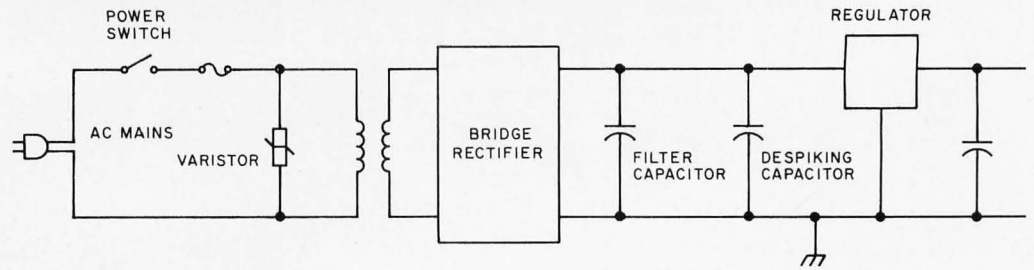 POWER
SWITCH
AC MAINS
VARISTOR
BRIDGE
RECTIFIER
FILTER
CAPACITOR
DESPIKING
CAPACITOR
REGULATOR